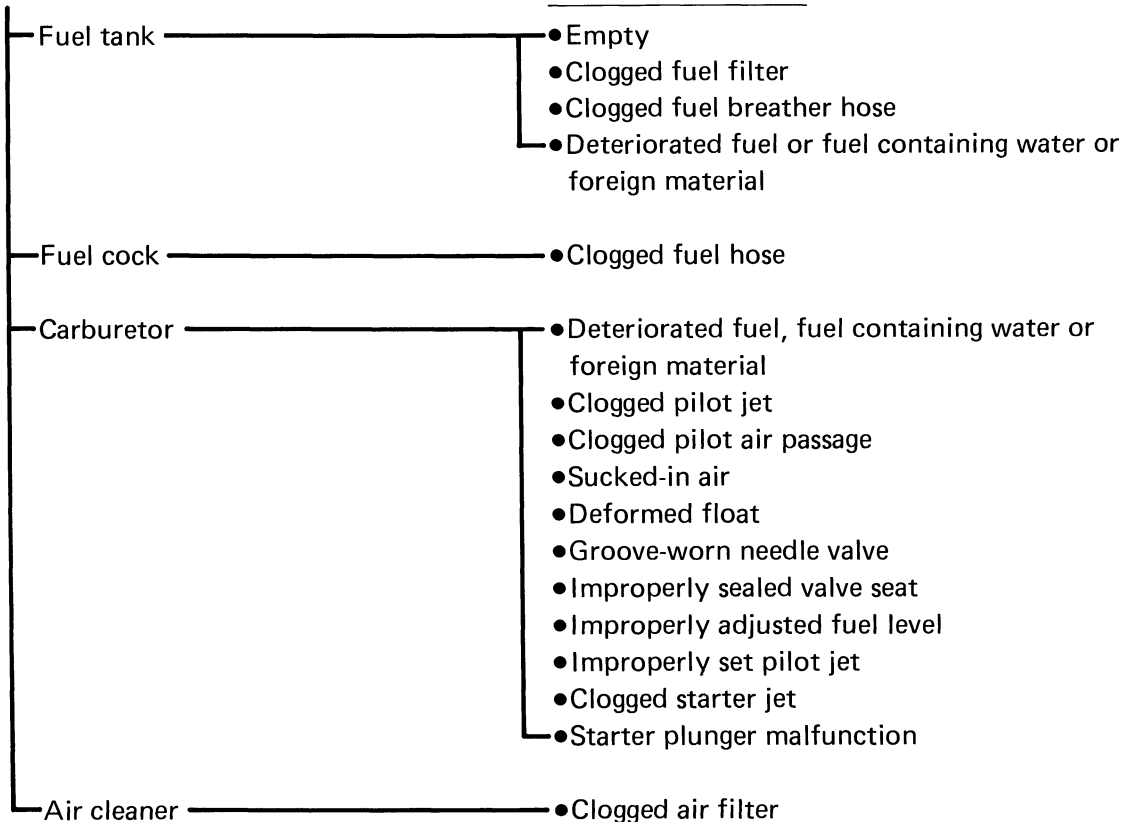 Fuel tank
●Empty
●Clogged fuel filter
●Clogged fuel breather hose
●Deteriorated fuel or fuel containing water or
foreign material
Fuel cock
●Clogged fuel hose
Carburetor
●Deteriorated fuel, fuel containing water or
foreign material
●Clogged pilot jet
●Clogged pilot air passage
●Sucked-in air
●Deformed float
●Groove-worn needle valve
●Improperly sealed valve seat
●Improperly adjusted fuel level
●Improperly set pilot jet
●Clogged starter jet
●Starter plunger malfunction
Air cleaner
●Clogged air filter